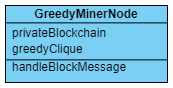 GreedyMinerNode
privateBlockchain
greedyClique
handleBlockMessage